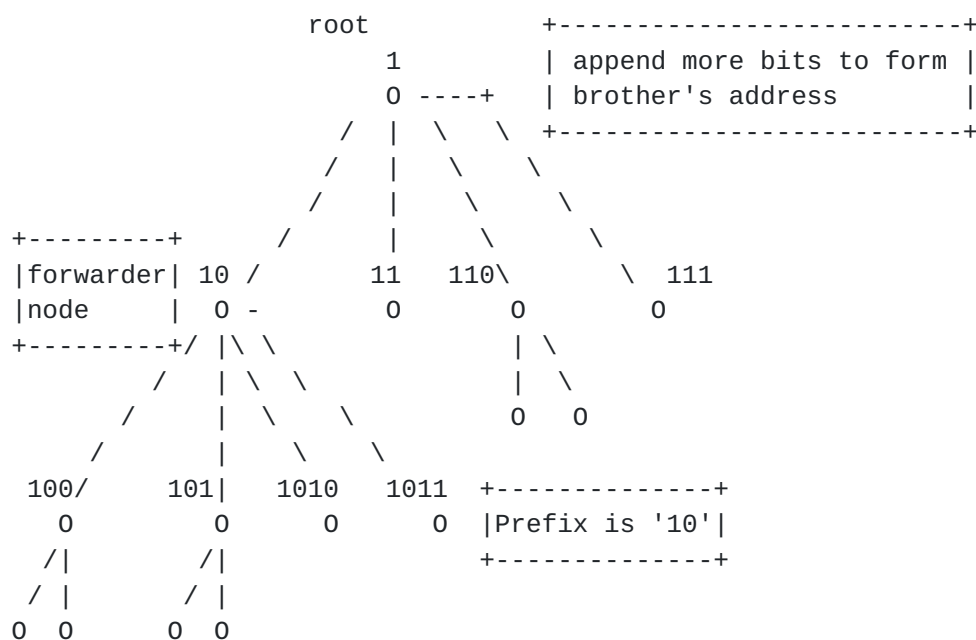 root +--------------------------+
1 | append more bits to form |
O ----+ | brother's address |
/ | \ \ +--------------------------+
/ | \ \
/ | \ \
+---------+ / | \ \
|forwarder| 10 / 11 110\ \ 111
|node | O - O O O
+---------+/ |\ \ | \
/ | \ \ | \
/ | \ \ O O
/ | \ \
100/ 101| 1010 1011 +--------------+
O O O O |Prefix is '10'|
/| /| +--------------+
/ | / |
O O O O